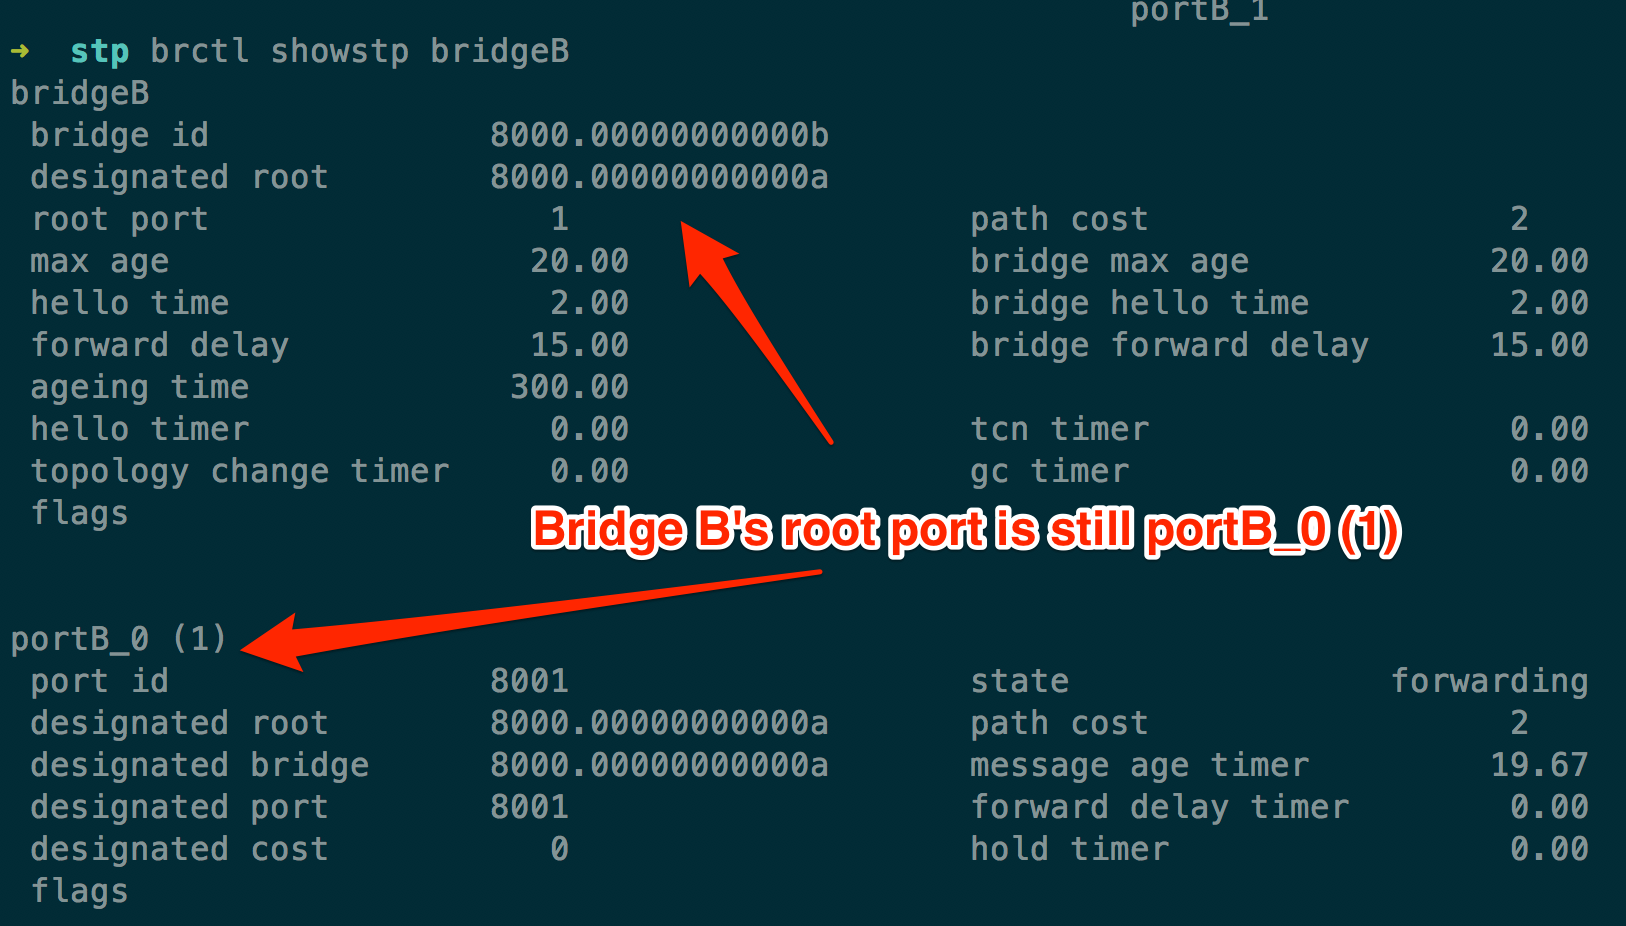 portB_1
➜ stp brctl showstp bridgeB
bridgeB
bridge id 8000.00000000000b
designated root 8000.00000000000a
root port 1 path cost 2
max age 20.00 bridge max age 20.00
hello time 2.00 bridge hello time 2.00
forward delay 15.00 bridge forward delay 15.00
ageing time 300.00
hello timer 0.00 tcn timer 0.00
topology change timer 0.00 gc timer 0.00
flags
Bridge B's root port is still portB_0 (1)
portB_0 (1)
port id 8001 state forwarding
designated root 8000.00000000000a path cost 2
designated bridge 8000.00000000000a message age timer 19.67
designated port 8001 forward delay timer 0.00
designated cost 0 hold timer 0.00
flags